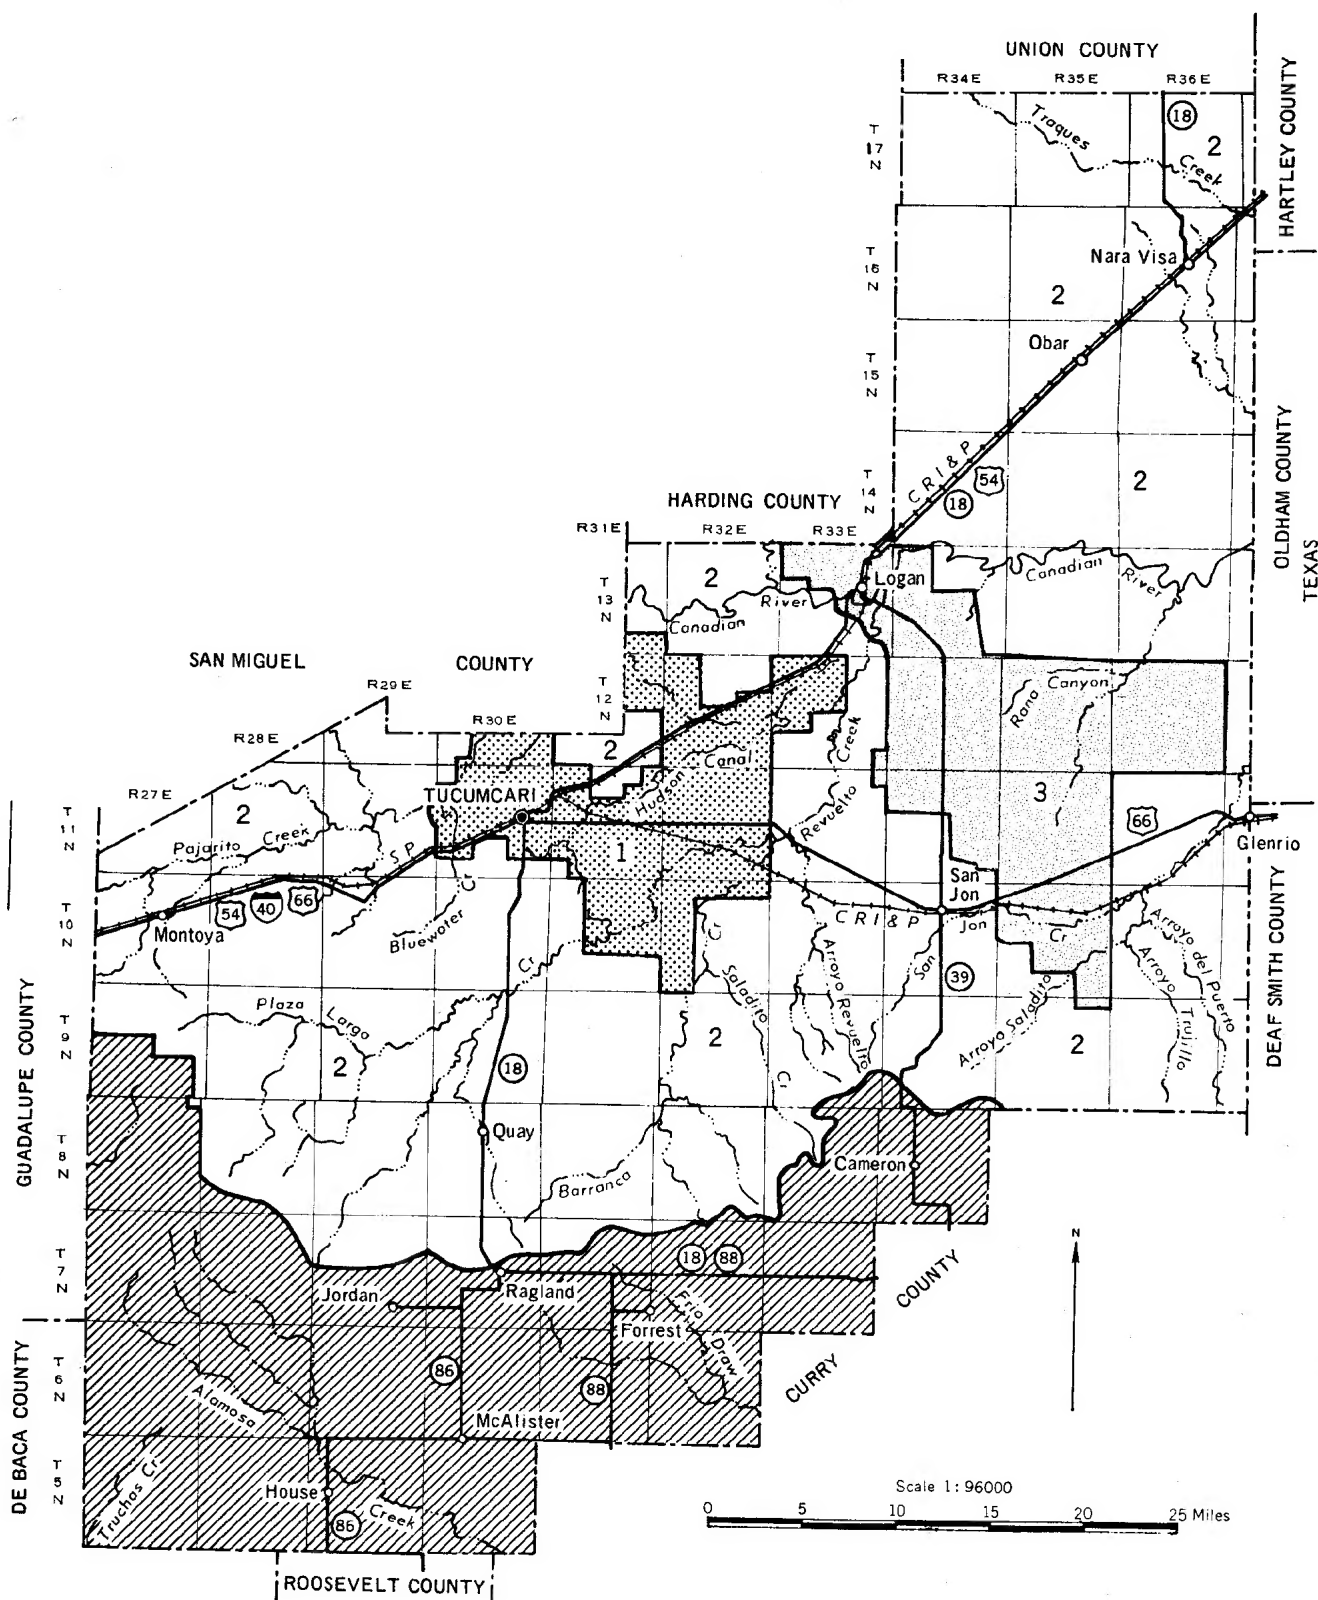 UNION COUNTY
R34E R35E R36E
HARTLEY COUNTY
T 17 N
Traques Creek
18
2
T 16 N
Nara Visa
2
Obar
T 15 N
OLDHAM COUNTY
TEXAS
T 14 N
CRI&P
54
18
2
HARDING COUNTY
R31E R32E R33E
T 13 N
2
Logan
Canadian River
Canadian River
SAN MIGUEL COUNTY
R29E
T 12 N
Rana Canyon
R30E
R28E
2
Canal
Hudson
Creek
Revuelto
R27E
TUCUMCARI
3
2
T 11 N
Pajarito Creek
SP
1
66
Glenrio
San Jon
54 40 66
Cr
Bluewater
T 10 N
Montoya
CRI&P
Jon Cr
San
39
Cr
Cr
Saladito
Cr
Arroyo Revuelto
Arroyo Saladito
Arroyo del Puerto
Arroyo Trujillo
DEAF SMITH COUNTY
GUADALUPE COUNTY
Plaza Larga
T 9 N
2
2
2
18
T 8 N
Quay
Barranca
Cameron
T 7 N
18 88
Jordan
Ragland
Forrest
Frio Draw
CURRY COUNTY
N
DE BACA COUNTY
T 6 N
86
88
Alamosa
McAlister
T 5 N
House
Creek
Truchas Cr
86
Scale 1:96000
0 5 10 15 20 25 Miles
ROOSEVELT COUNTY